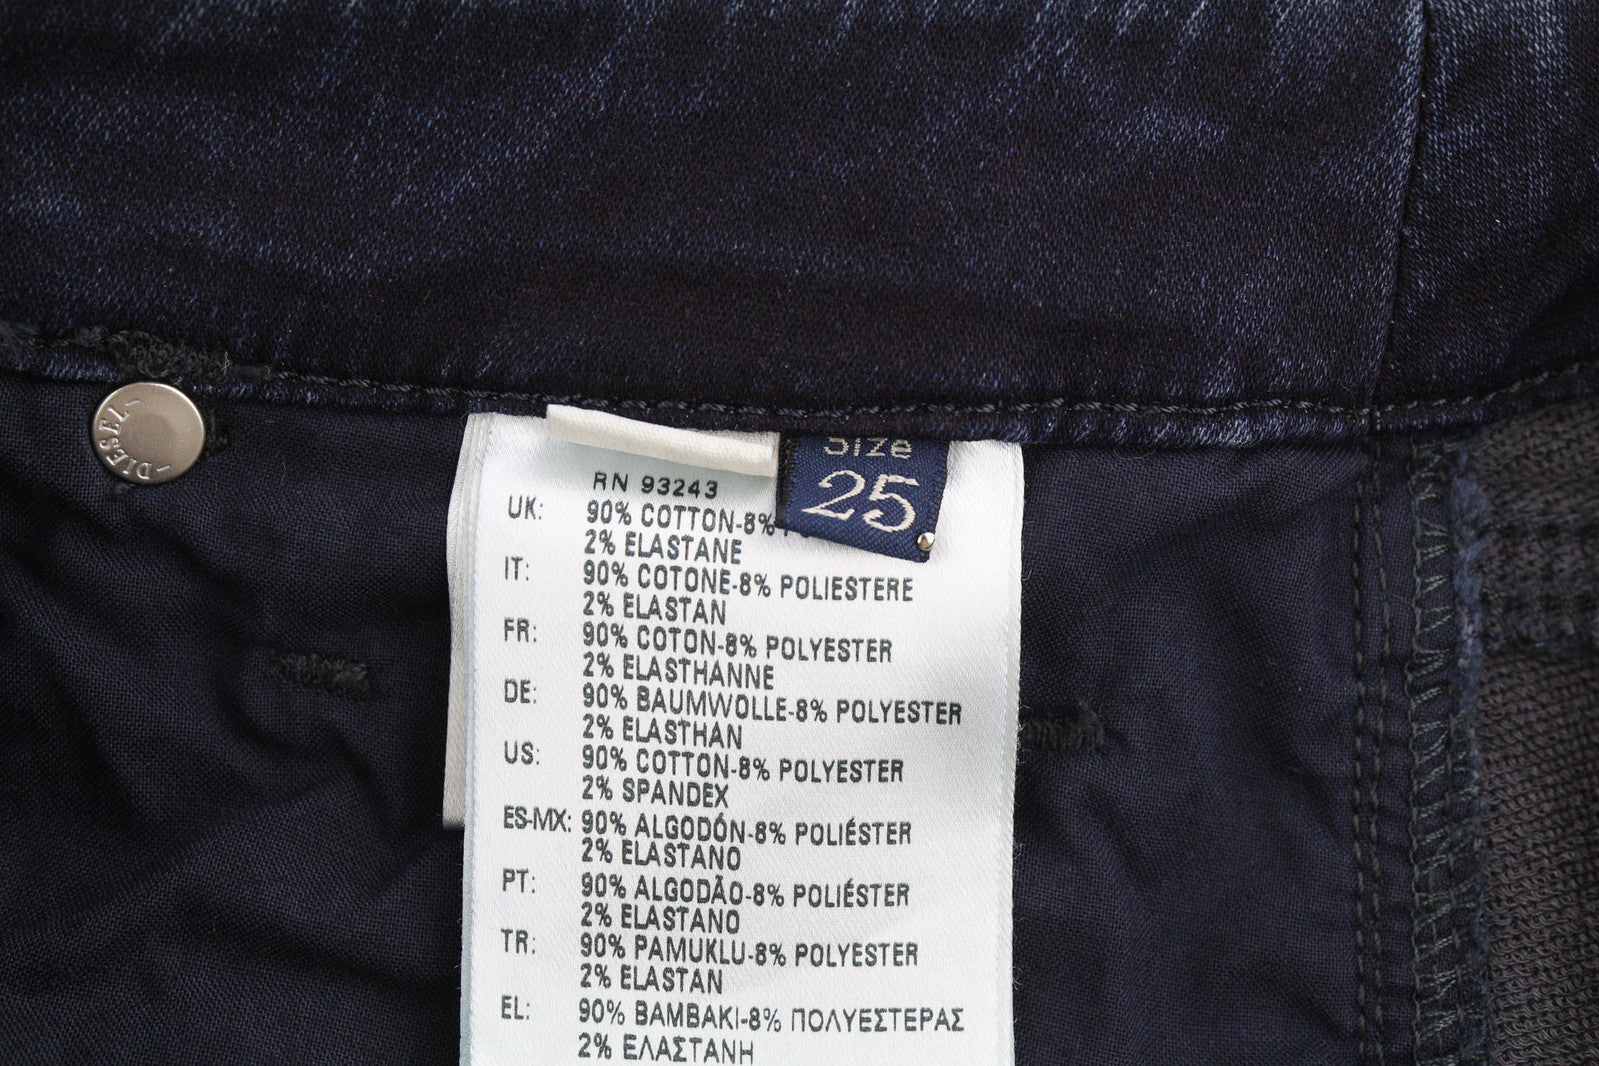 DIESEL
Size
25
RN 93243
UK: 90% COTTON-8%
2% ELASTANE
IT: 90% COTONE-8% POLIESTERE
2% ELASTAN
FR: 90% COTON-8% POLYESTER
2% ELASTHANNE
DE: 90% BAUMWOLLE-8% POLYESTER
2% ELASTHAN
US: 90% COTTON-8% POLYESTER
2% SPANDEX
ES-MX: 90% ALGODÓN-8% POLIÉSTER
2% ELASTANO
PT: 90% ALGODÃO-8% POLIÉSTER
2% ELASTANO
TR: 90% PAMUKLU-8% POLYESTER
2% ELASTAN
EL: 90% ΒΑΜΒΑΚΙ-8% ΠΟΛΥΕΣΤΕΡΑΣ
2% ΕΛΑΣΤΑΝΗ